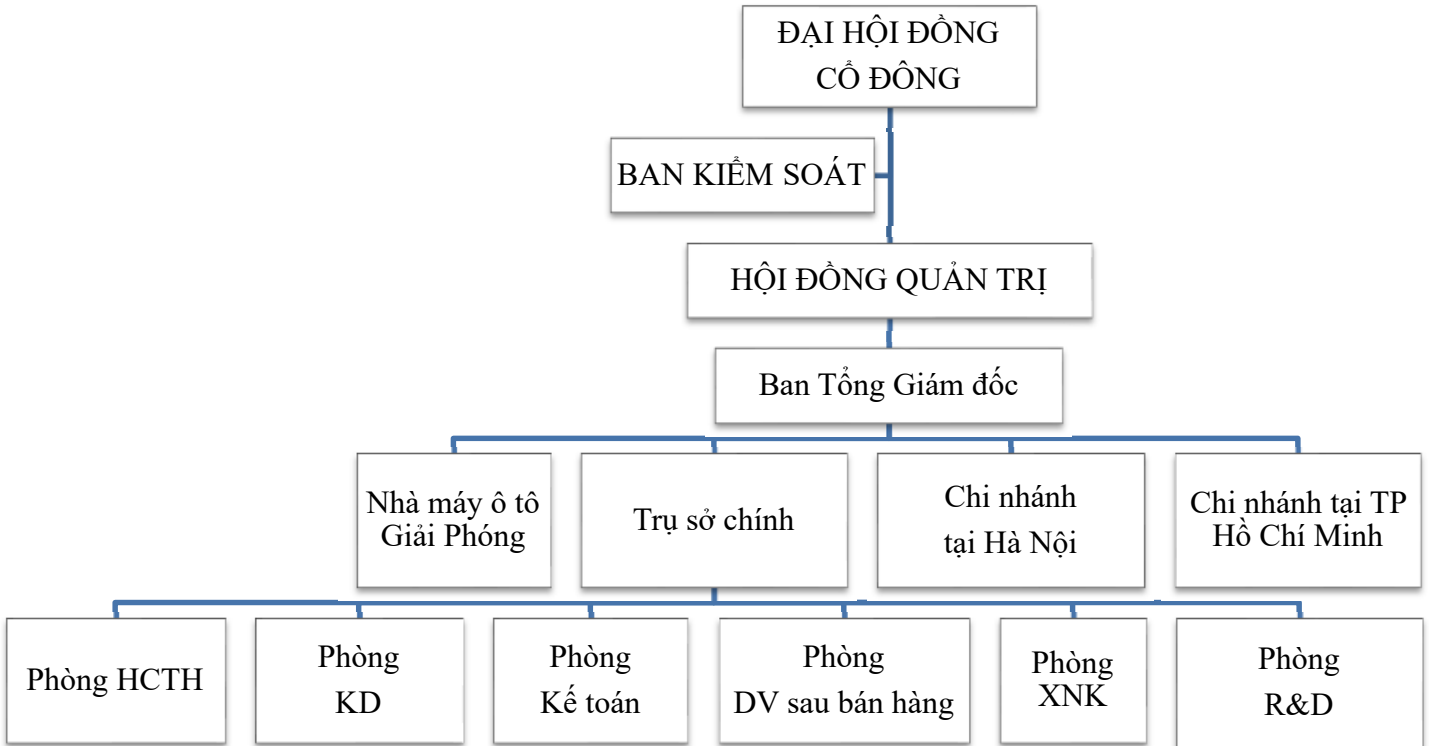 ĐẠI HỘI ĐỒNG
CỔ ĐÔNG
BAN KIỂM SOÁT
HỘI ĐỒNG QUẢN TRỊ
Ban Tổng Giám đốc
Nhà máy ô tô
Giải Phóng
Trụ sở chính
Chi nhánh
tại Hà Nội
Chi nhánh tại TP
Hồ Chí Minh
Phòng HCTH
Phòng
KD
Phòng
Kế toán
Phòng
DV sau bán hàng
Phòng
XNK
Phòng
R&D